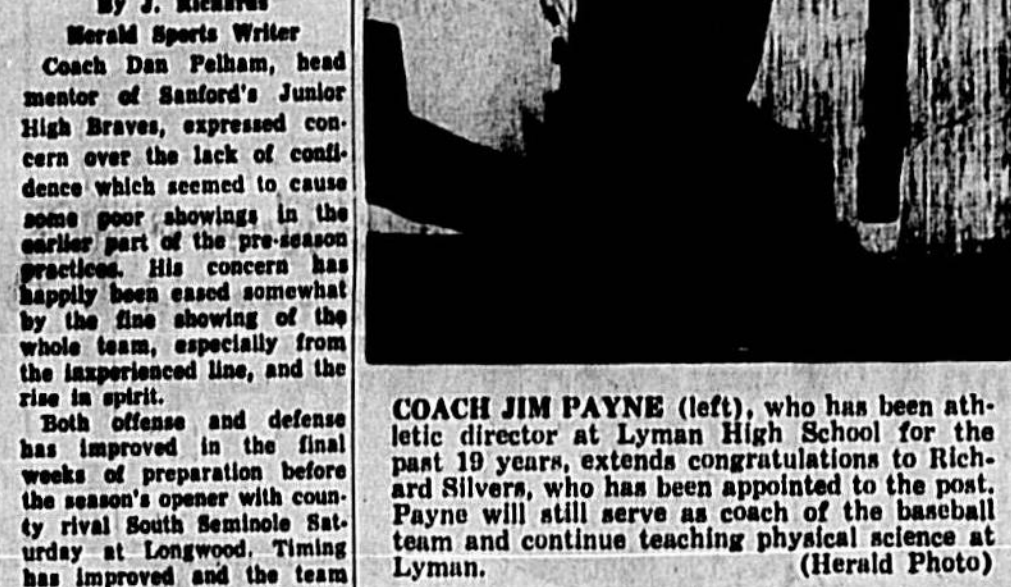 By J. Richards
Herald Sports Writer
Coach Dan Pelham, head
mentor of Sanford's Junior
High Braves, expressed con-
cern over the lack of confi-
dence which seemed to cause
some poor showings in the
earlier part of the pre-season
practices. His concern has
happily been eased somewhat
by the fine showing of the
whole team, especially from
the inxperienced line, and the
rise in spirit.
Both offense and defense
has improved in the final
weeks of preparation before
the season's opener with coun-
ty rival South Seminole Sat-
urday at Longwood. Timing
has improved and the team
COACH JIM PAYNE (left), who has been ath-
letic director at Lyman High School for the
past 19 years, extends congratulations to Rich-
ard Silvers, who has been appointed to the post.
Payne will still serve as coach of the baseball
team and continue teaching physical science at
Lyman. (Herald Photo)